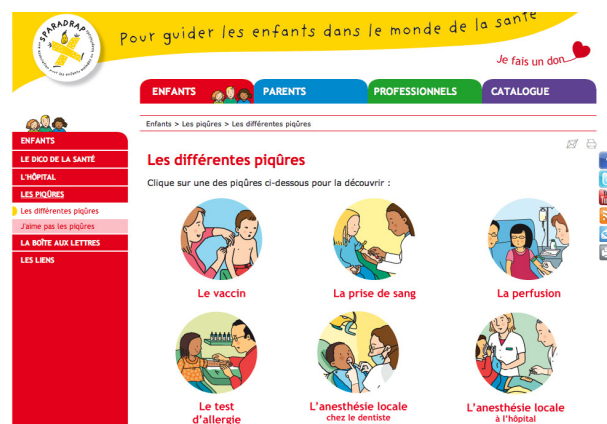 SPARADRAP
Pour guider les enfants dans le monde de la santé
Je fais un don
ENFANTS
PARENTS
PROFESSIONNELS
CATALOGUE
Enfants > Les piqûres > Les différentes piqûres
ENFANTS
LE DICO DE LA SANTÉ
L'HÔPITAL
LES PIQÛRES
Les différentes piqûres
J'aime pas les piqûres
LA BOÎTE AUX LETTRES
LES LIENS
Les différentes piqûres
Clique sur une des piqûres ci-dessous pour la découvrir :
Le vaccin
La prise de sang
La perfusion
Le test
d'allergie
L'anesthésie locale
chez le dentiste
L'anesthésie locale
à l'hôpital